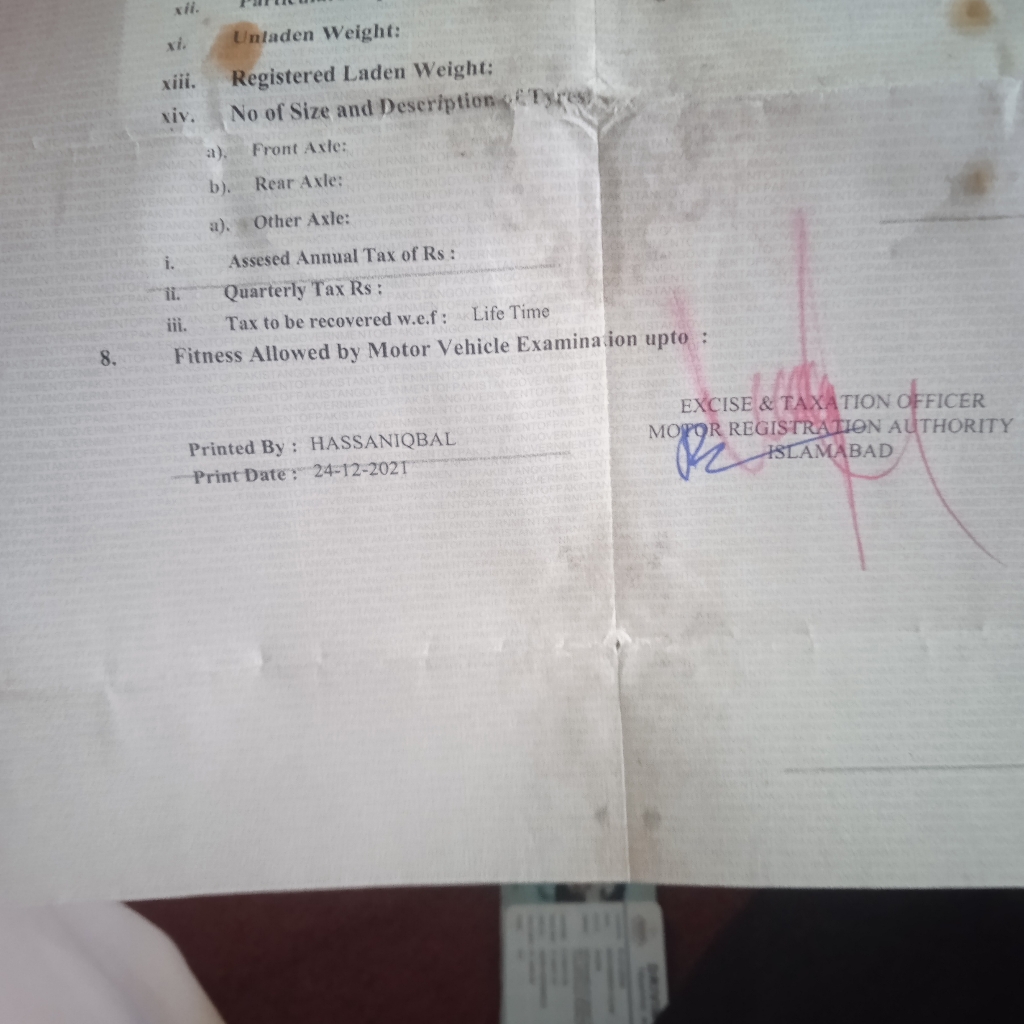 xii.
xi. Unladen Weight:
xiii. Registered Laden Weight:
xiv. No of Size and Description of Tyres:
a). Front Axle:
b). Rear Axle:
a). Other Axle:
i. Assesed Annual Tax of Rs :
ii. Quarterly Tax Rs :
iii. Tax to be recovered w.e.f : Life Time
8. Fitness Allowed by Motor Vehicle Examination upto :
EXCISE & TAXATION OFFICER
MOTOR REGISTRATION AUTHORITY
ISLAMABAD
Printed By : HASSANIQBAL
Print Date : 24-12-2021